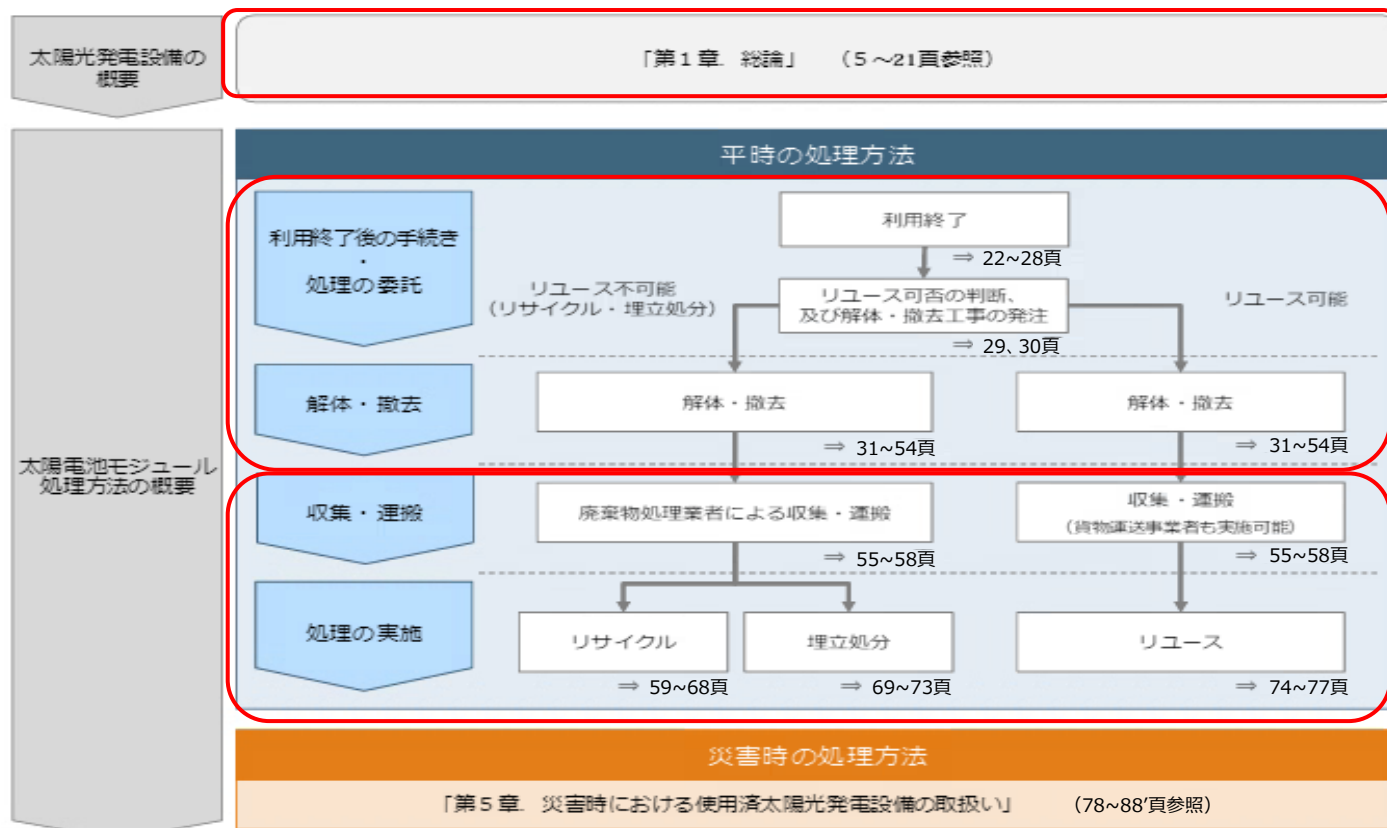 太陽光発電設備の
概要
「第１章. 総論」　（５～21頁参照）
太陽電池モジュール
処理方法の概要
平時の処理方法
利用終了後の手続き
・
処理の委託
利用終了
⇒ 22~28頁
リユース不可能
（リサイクル・埋立処分）
リユース可否の判断、
及び解体・撤去工事の発注
リユース可能
⇒ 29、30頁
解体・撤去
解体・撤去
解体・撤去
⇒ 31~54頁
⇒ 31~54頁
収集・運搬
廃棄物処理業者による収集・運搬
収集・運搬
（貨物運送事業者も実施可能）
⇒ 55~58頁
⇒ 55~58頁
処理の実施
リサイクル
埋立処分
リユース
⇒ 59~68頁
⇒ 69~73頁
⇒ 74~77頁
災害時の処理方法
「第５章. 災害時における使用済太陽光発電設備の取扱い」　（78~88’頁参照）